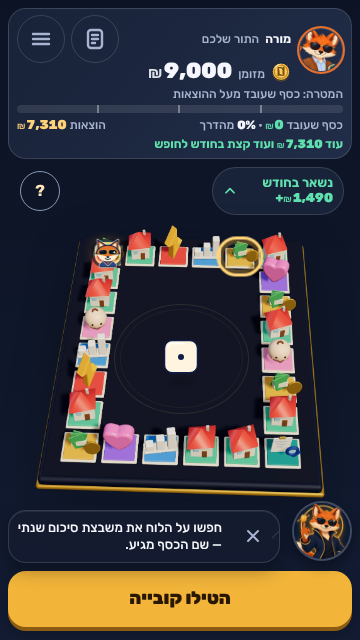 מורה התור שלכם
מזומן ₪9,000
המטרה: כסף שעובד מעל ההוצאות
כסף שעובד ₪0 • 0% מהדרך
הוצאות ₪7,310
עוד ₪7,310 ועוד קצת בחודש לחופש
נשאר בחודש
+₪1,490
?
חפשו על הלוח את משבצת סיכום שנתי
— שם הכסף מגיע.
הטילו קובייה